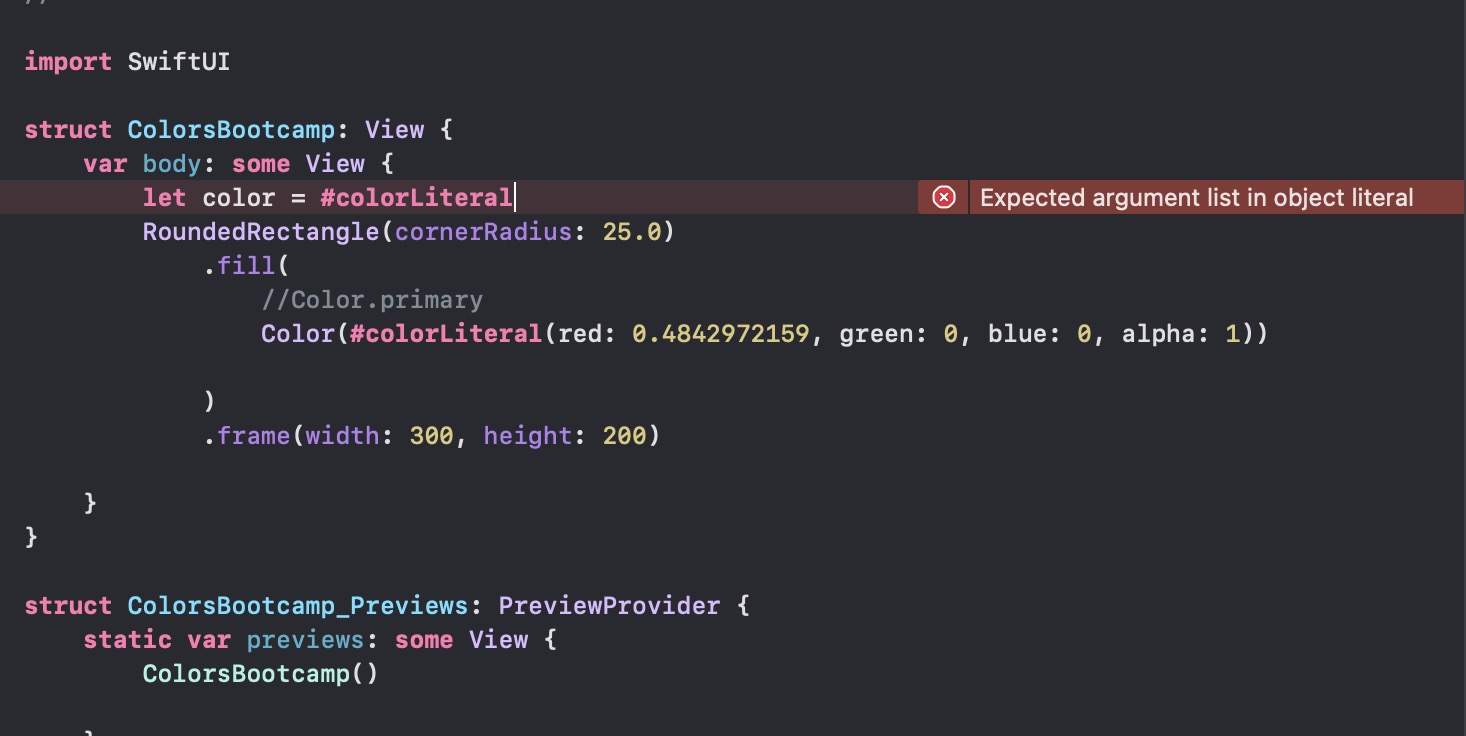 //
import SwiftUI
struct ColorsBootcamp: View {
    var body: some View {
        let color = #colorLiteral
Expected argument list in object literal
        RoundedRectangle(cornerRadius: 25.0)
            .fill(
                //Color.primary
                Color(#colorLiteral(red: 0.4842972159, green: 0, blue: 0, alpha: 1))
            )
            .frame(width: 300, height: 200)
    }
}
struct ColorsBootcamp_Previews: PreviewProvider {
    static var previews: some View {
        ColorsBootcamp()
    }